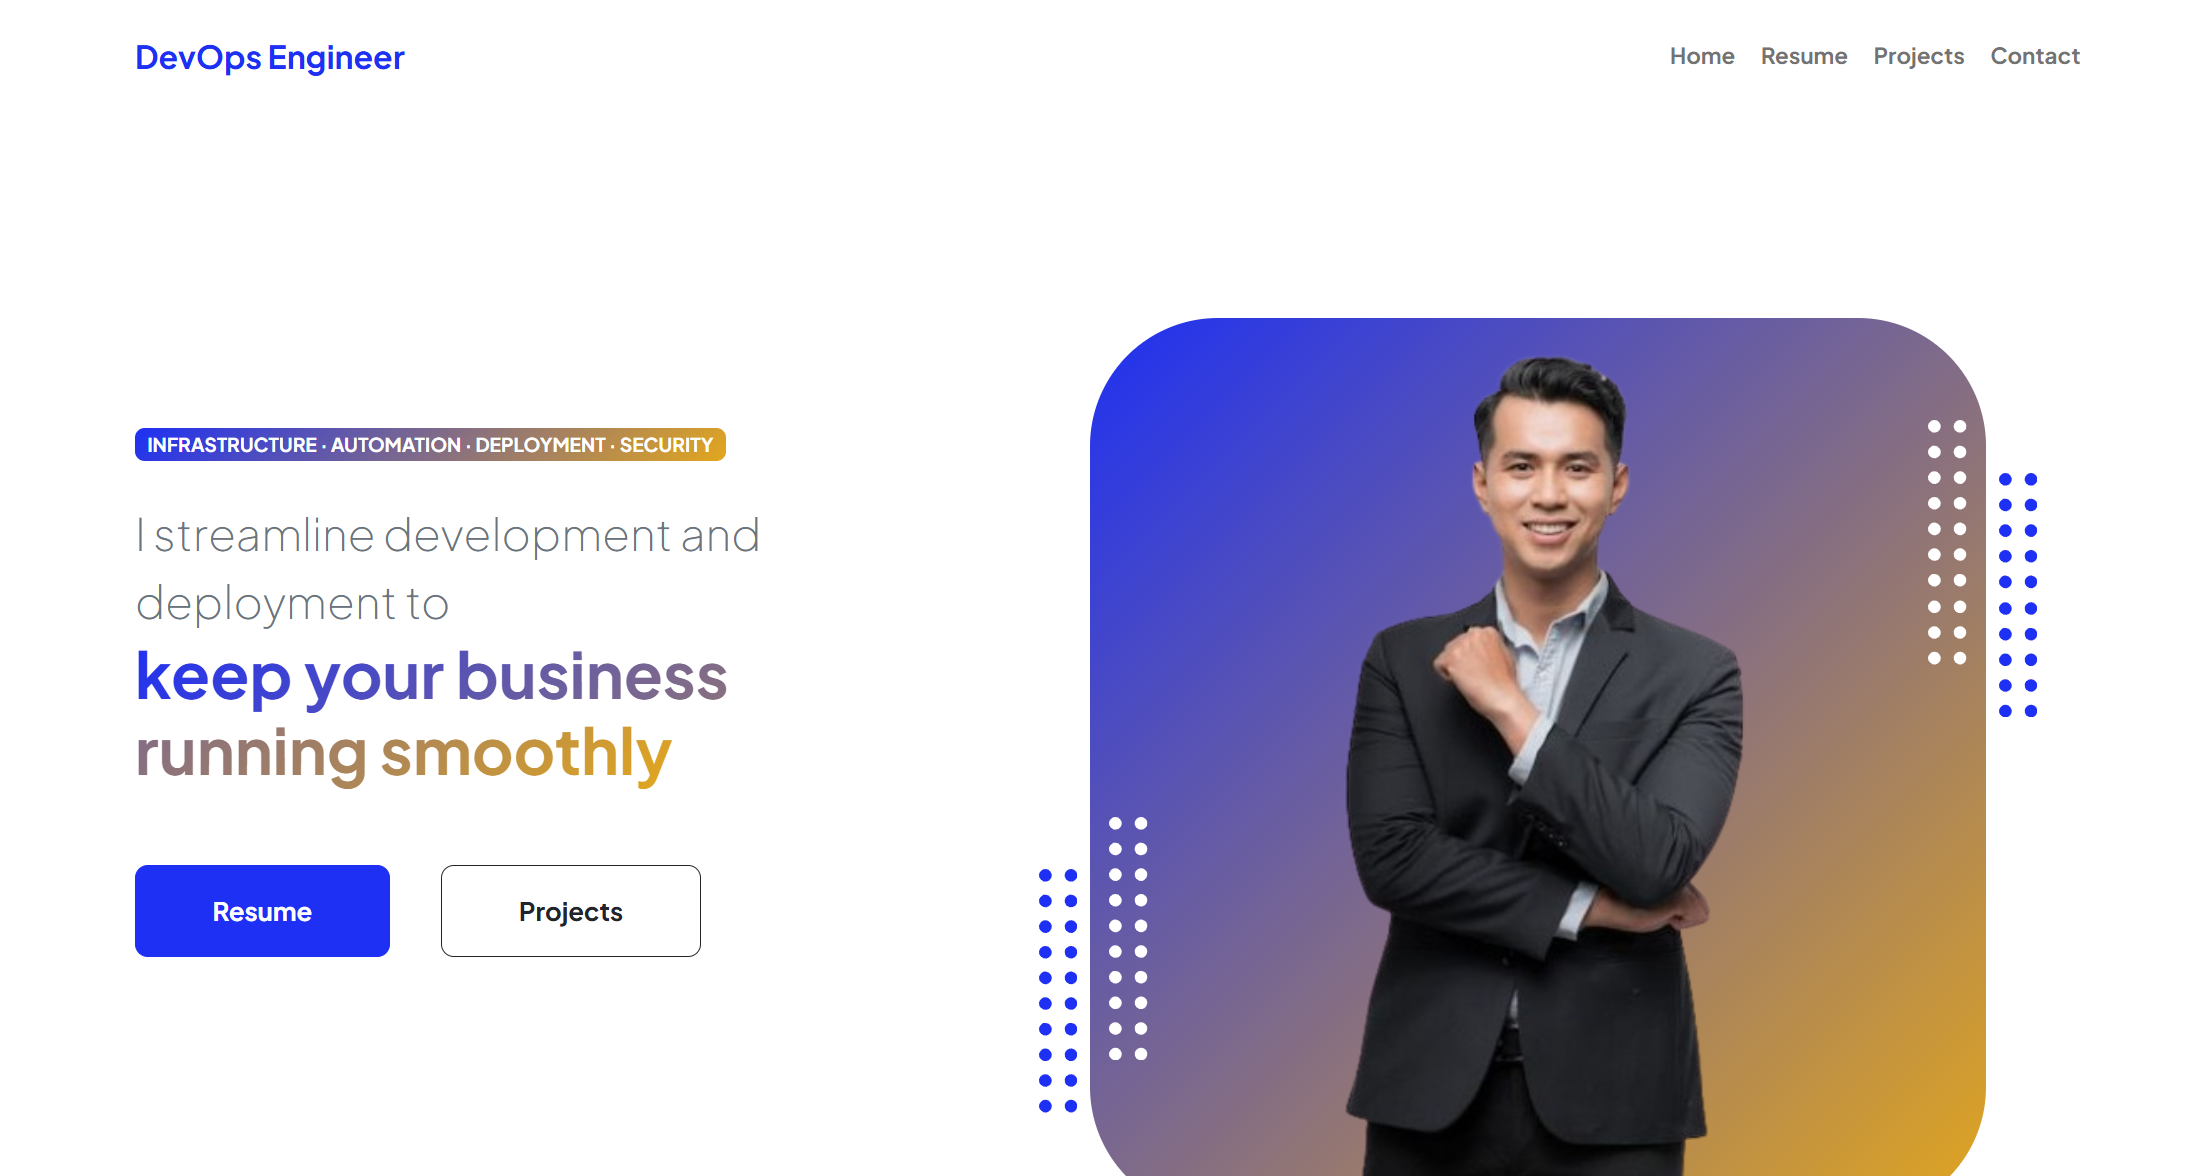 DevOps Engineer
Home Resume Projects Contact
INFRASTRUCTURE · AUTOMATION · DEPLOYMENT · SECURITY
I streamline development and
deployment to
keep your business
running smoothly
Resume Projects